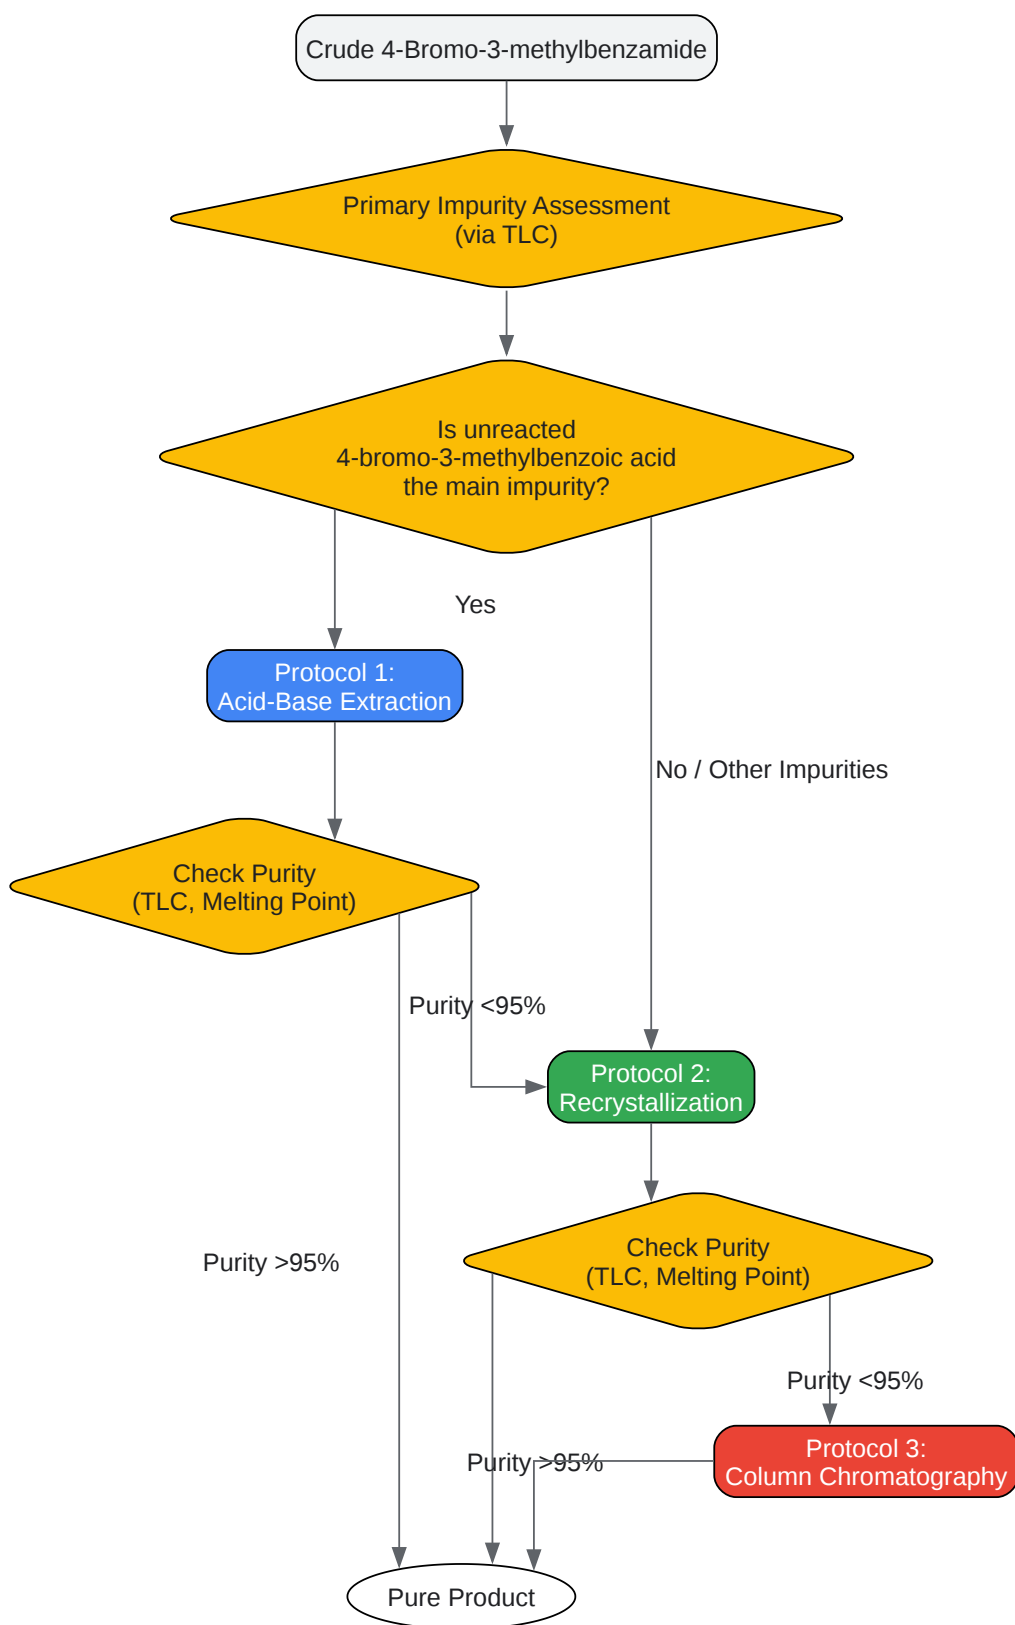 Crude 4-Bromo-3-methylbenzamide
Primary Impurity Assessment
(via TLC)
Is unreacted
4-bromo-3-methylbenzoic acid
the main impurity?
Yes
Protocol 1:
Acid-Base Extraction
No / Other Impurities
Check Purity
(TLC, Melting Point)
Purity <95%
Protocol 2:
Recrystallization
Purity >95%
Check Purity
(TLC, Melting Point)
Purity <95%
Protocol 3:
Column Chromatography
Purity >95%
Pure Product